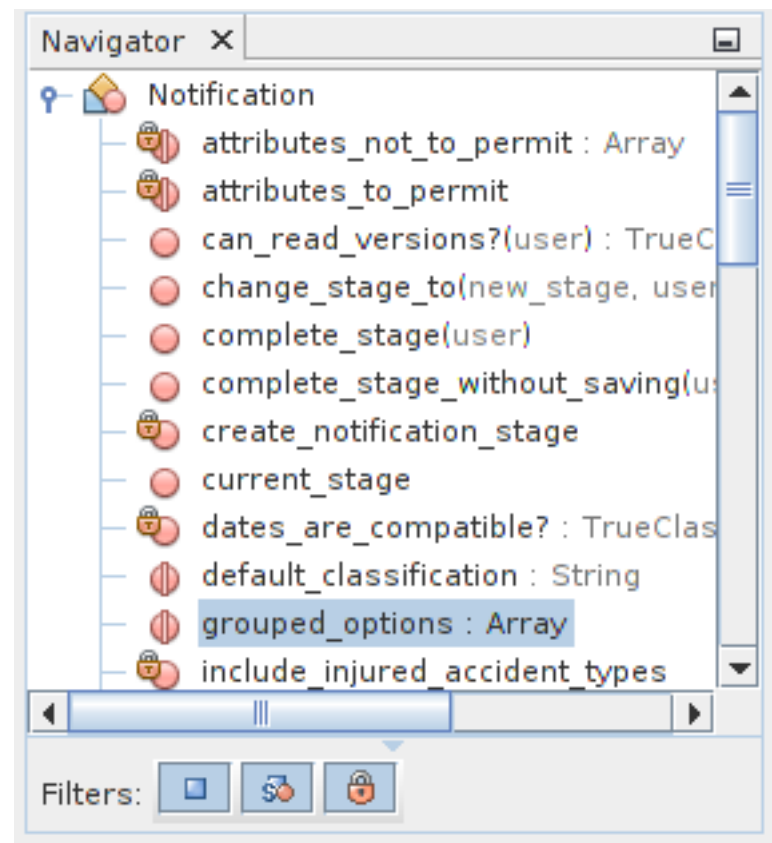 Navigator
Notification
attributes_not_to_permit : Array
attributes_to_permit
can_read_versions?(user) : TrueC
change_stage_to(new_stage, user
complete_stage(user)
complete_stage_without_saving(u
create_notification_stage
current_stage
dates_are_compatible? : TrueClas
default_classification : String
grouped_options : Array
include_injured_accident_types
Filters: